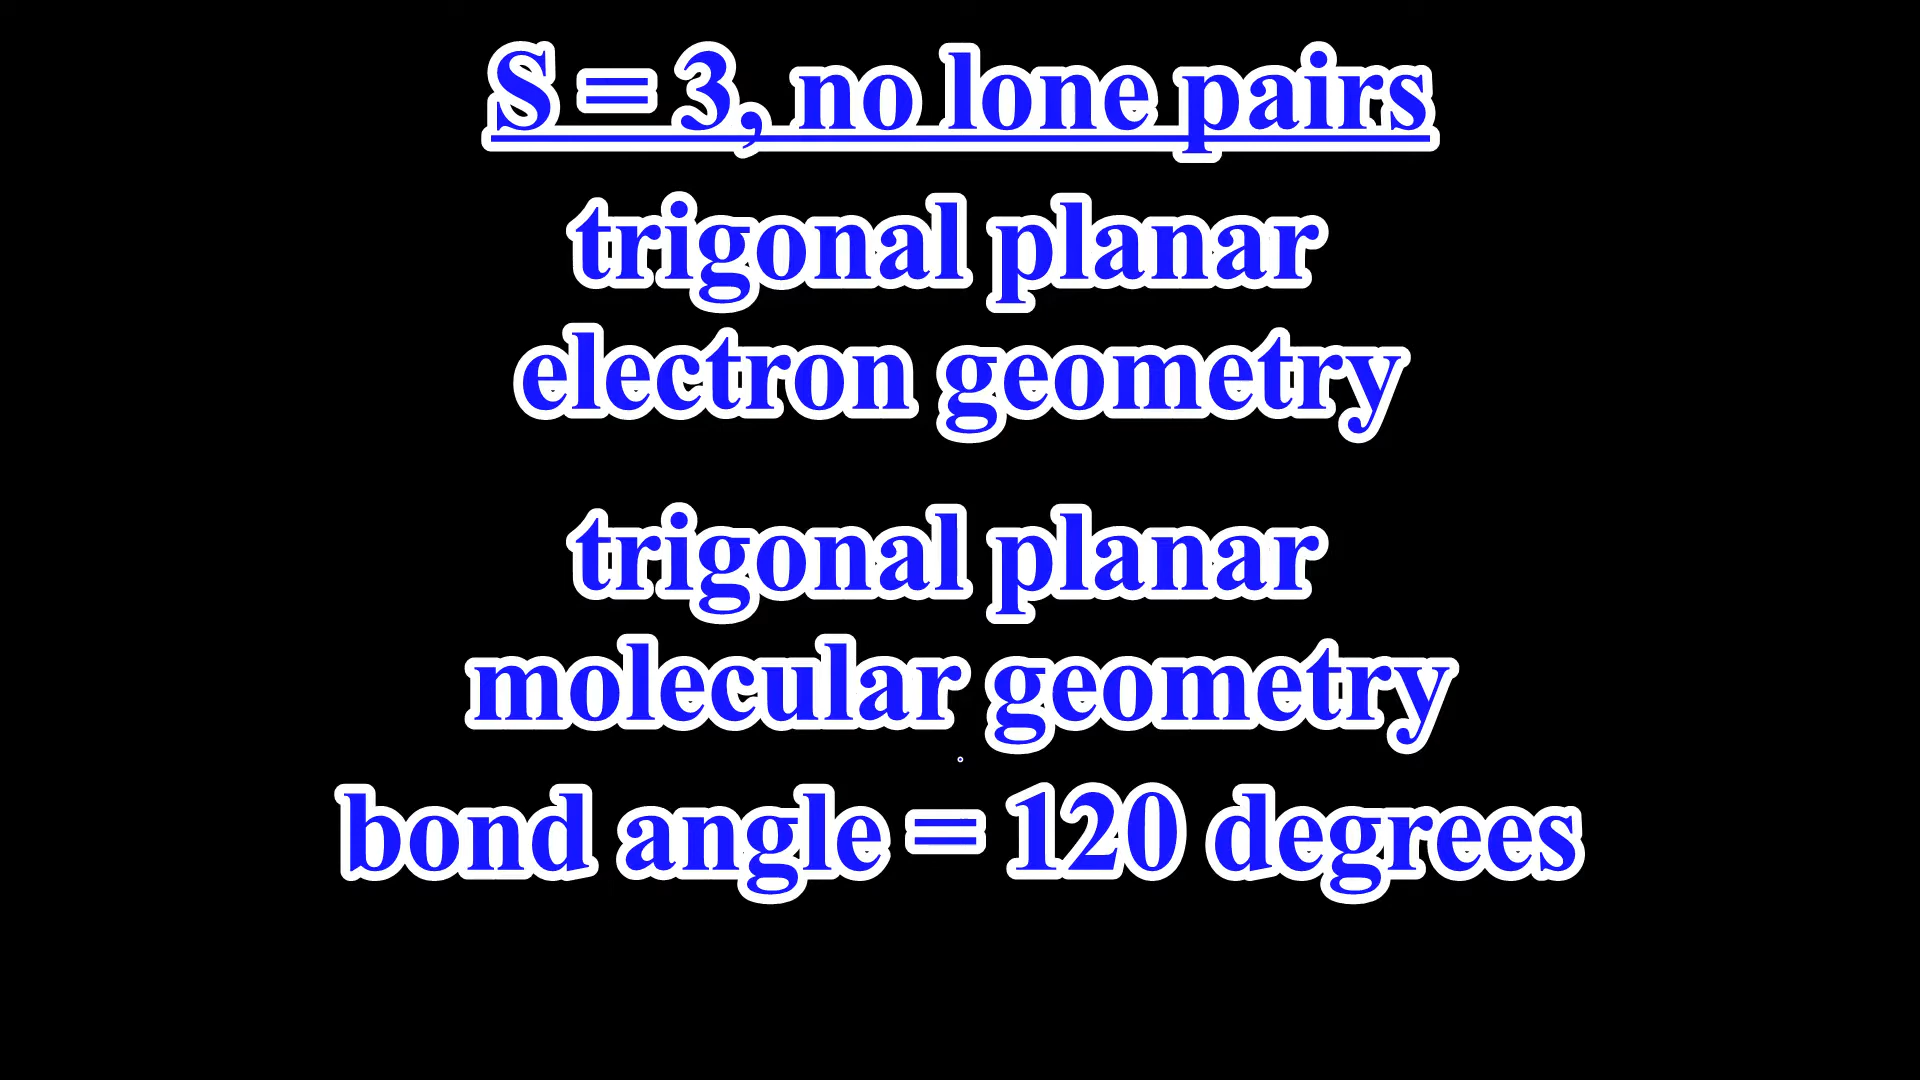 S = 3, no lone pairs
trigonal planar
electron geometry
trigonal planar
molecular geometry
bond angle = 120 degrees